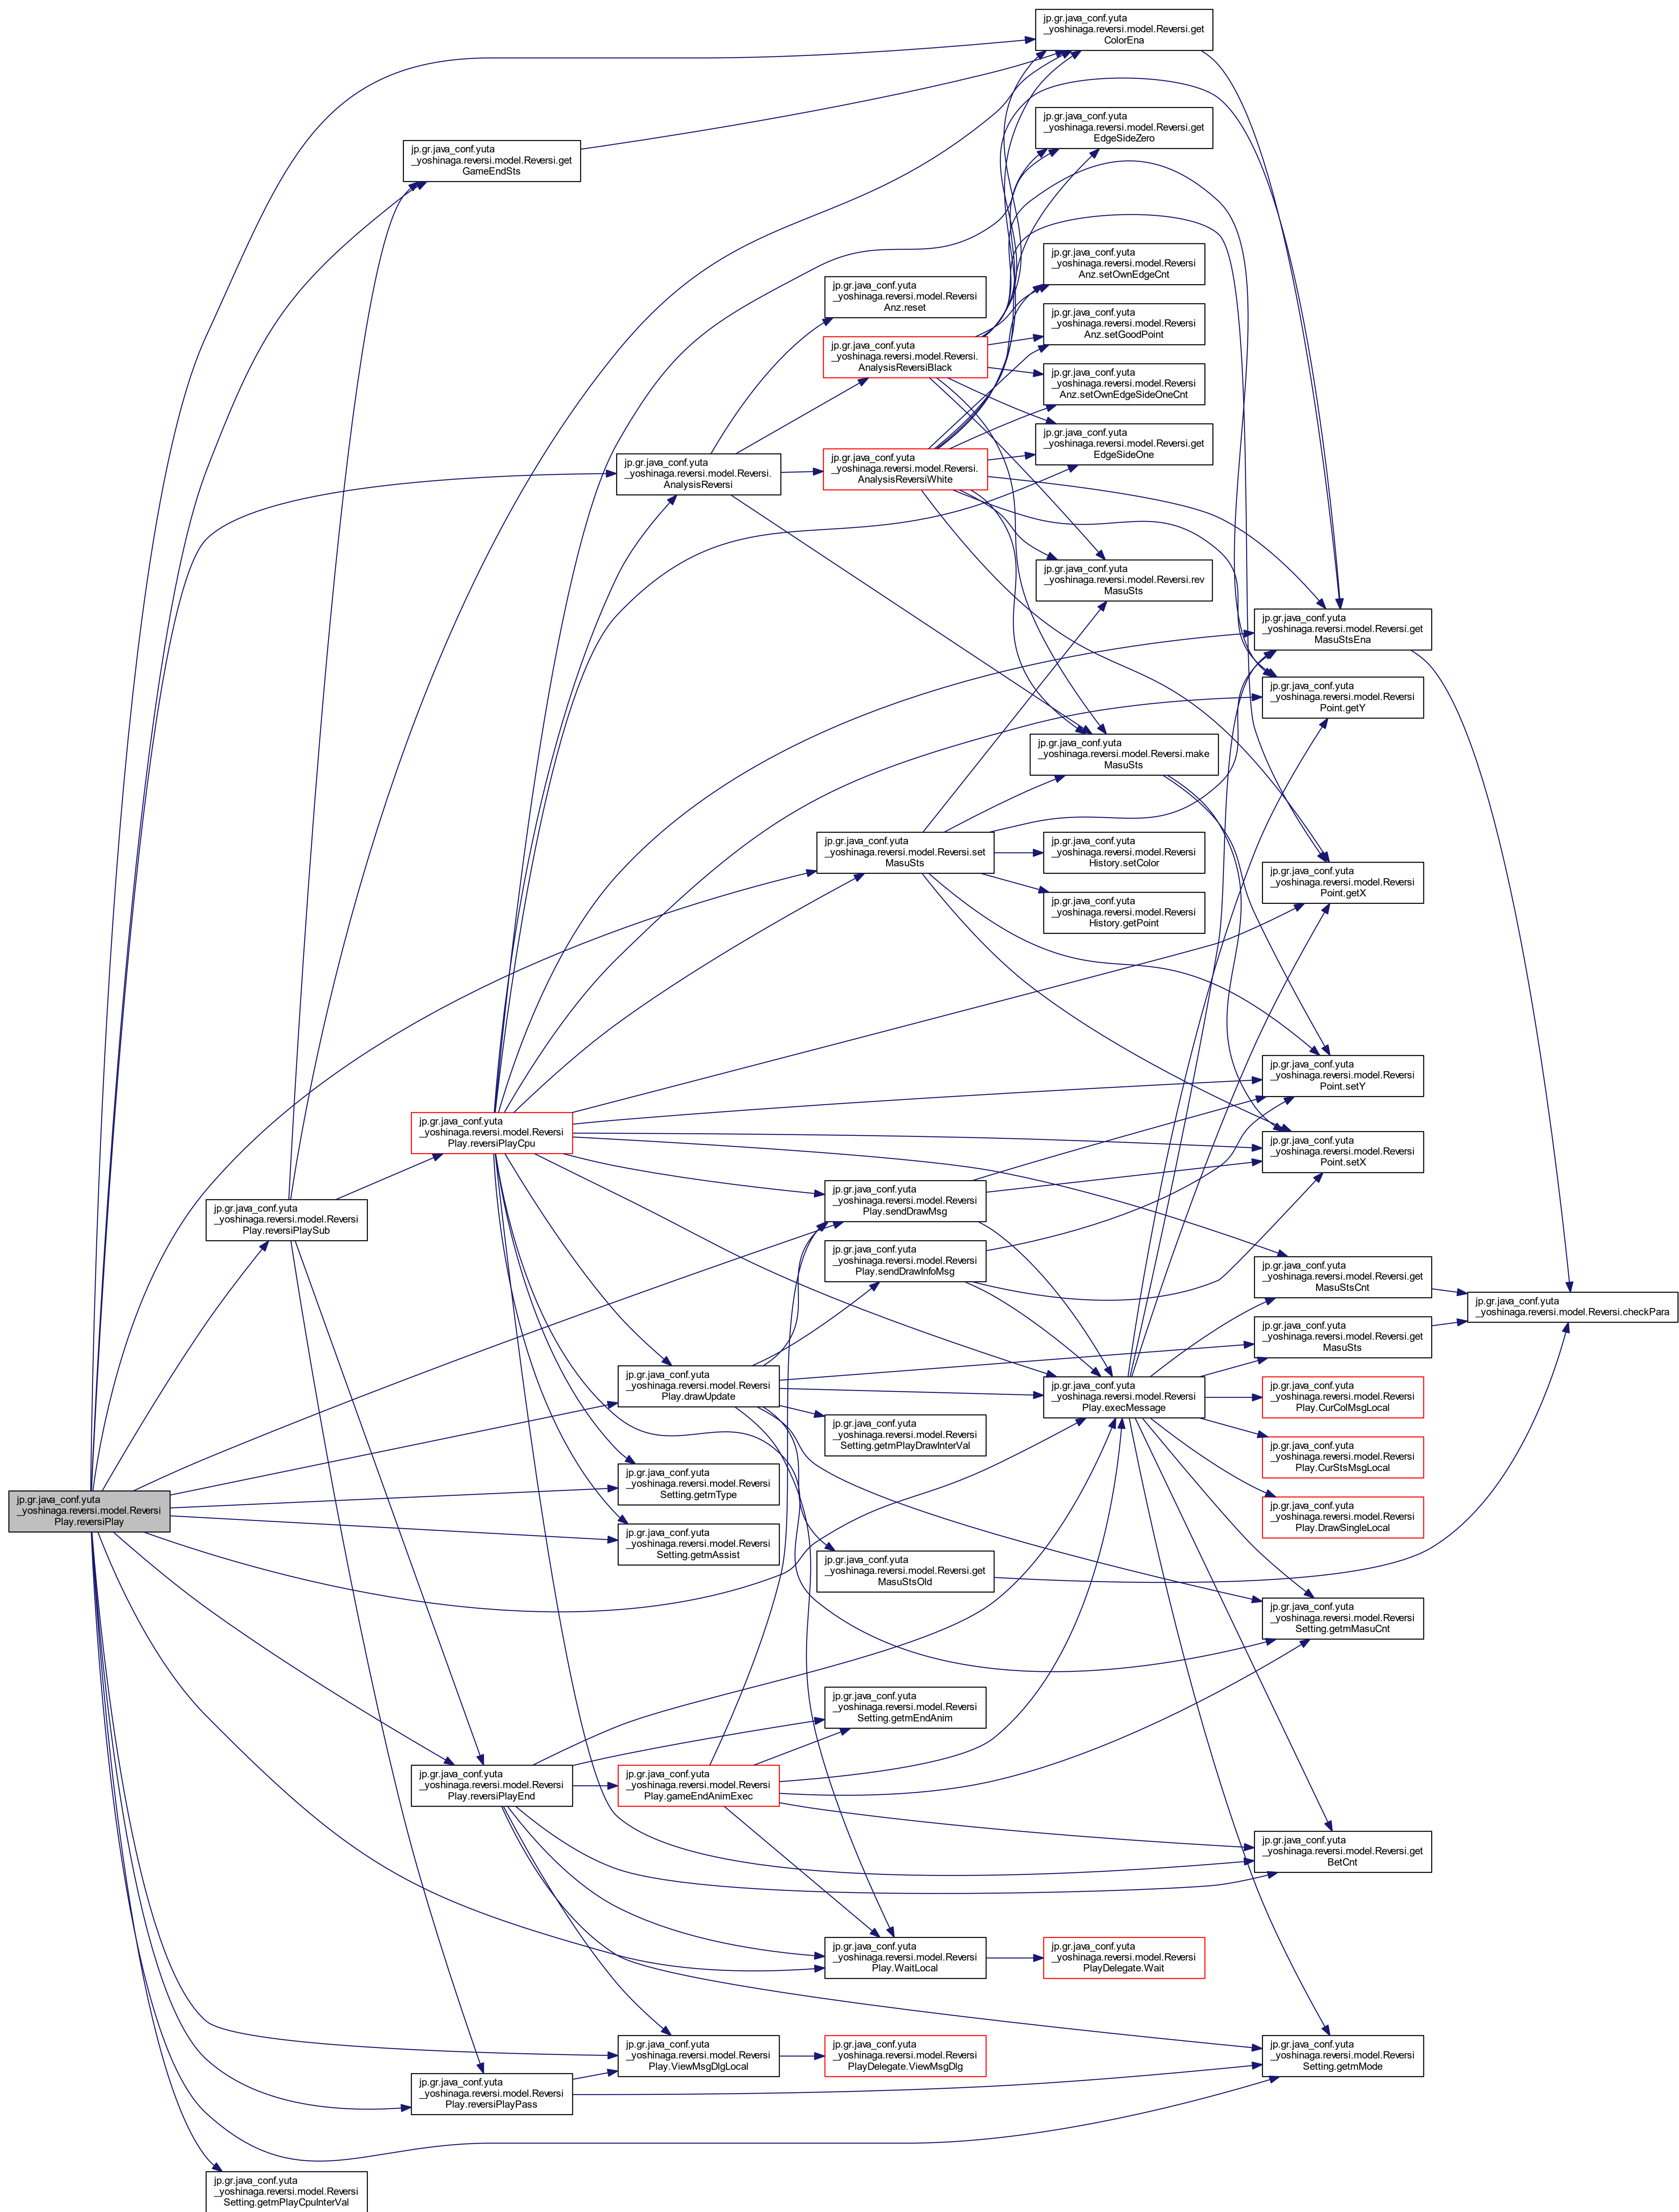 jp.gr.java_conf.yuta
_yoshinaga.reversi.model.Reversi.get
ColorEna
jp.gr.java_conf.yuta
_yoshinaga.reversi.model.Reversi.get
EdgeSideZero
jp.gr.java_conf.yuta
_yoshinaga.reversi.model.Reversi.get
GameEndSts
jp.gr.java_conf.yuta
_yoshinaga.reversi.model.Reversi
Anz.setOwnEdgeCnt
jp.gr.java_conf.yuta
_yoshinaga.reversi.model.Reversi
Anz.reset
jp.gr.java_conf.yuta
_yoshinaga.reversi.model.Reversi
Anz.setGoodPoint
jp.gr.java_conf.yuta
_yoshinaga.reversi.model.Reversi.
AnalysisReversiBlack
jp.gr.java_conf.yuta
_yoshinaga.reversi.model.Reversi
Anz.setOwnEdgeSideOneCnt
jp.gr.java_conf.yuta
_yoshinaga.reversi.model.Reversi.get
EdgeSideOne
jp.gr.java_conf.yuta
_yoshinaga.reversi.model.Reversi.
AnalysisReversi
jp.gr.java_conf.yuta
_yoshinaga.reversi.model.Reversi.
AnalysisReversiWhite
jp.gr.java_conf.yuta
_yoshinaga.reversi.model.Reversi.rev
MasuSts
jp.gr.java_conf.yuta
_yoshinaga.reversi.model.Reversi.get
MasuStsEna
jp.gr.java_conf.yuta
_yoshinaga.reversi.model.Reversi
Point.getY
jp.gr.java_conf.yuta
_yoshinaga.reversi.model.Reversi.make
MasuSts
jp.gr.java_conf.yuta
_yoshinaga.reversi.model.Reversi.set
MasuSts
jp.gr.java_conf.yuta
_yoshinaga.reversi.model.Reversi
History.setColor
jp.gr.java_conf.yuta
_yoshinaga.reversi.model.Reversi
Point.getX
jp.gr.java_conf.yuta
_yoshinaga.reversi.model.Reversi
History.getPoint
jp.gr.java_conf.yuta
_yoshinaga.reversi.model.Reversi
Point.setY
jp.gr.java_conf.yuta
_yoshinaga.reversi.model.Reversi
Play.reversiPlayCpu
jp.gr.java_conf.yuta
_yoshinaga.reversi.model.Reversi
Point.setX
jp.gr.java_conf.yuta
_yoshinaga.reversi.model.Reversi
Play.sendDrawMsg
jp.gr.java_conf.yuta
_yoshinaga.reversi.model.Reversi
Play.reversiPlaySub
jp.gr.java_conf.yuta
_yoshinaga.reversi.model.Reversi
Play.sendDrawInfoMsg
jp.gr.java_conf.yuta
_yoshinaga.reversi.model.Reversi.get
MasuStsCnt
jp.gr.java_conf.yuta
_yoshinaga.reversi.model.Reversi.checkPara
jp.gr.java_conf.yuta
_yoshinaga.reversi.model.Reversi.get
MasuSts
jp.gr.java_conf.yuta
_yoshinaga.reversi.model.Reversi
Play.drawUpdate
jp.gr.java_conf.yuta
_yoshinaga.reversi.model.Reversi
Play.execMessage
jp.gr.java_conf.yuta
_yoshinaga.reversi.model.Reversi
Play.CurColMsgLocal
jp.gr.java_conf.yuta
_yoshinaga.reversi.model.Reversi
Setting.getmPlayDrawInterVal
jp.gr.java_conf.yuta
_yoshinaga.reversi.model.Reversi
Play.CurStsMsgLocal
jp.gr.java_conf.yuta
_yoshinaga.reversi.model.Reversi
Setting.getmType
jp.gr.java_conf.yuta
_yoshinaga.reversi.model.Reversi
Play.reversiPlay
jp.gr.java_conf.yuta
_yoshinaga.reversi.model.Reversi
Play.DrawSingleLocal
jp.gr.java_conf.yuta
_yoshinaga.reversi.model.Reversi
Setting.getmAssist
jp.gr.java_conf.yuta
_yoshinaga.reversi.model.Reversi.get
MasuStsOld
jp.gr.java_conf.yuta
_yoshinaga.reversi.model.Reversi
Setting.getmMasuCnt
jp.gr.java_conf.yuta
_yoshinaga.reversi.model.Reversi
Setting.getmEndAnim
jp.gr.java_conf.yuta
_yoshinaga.reversi.model.Reversi
Play.reversiPlayEnd
jp.gr.java_conf.yuta
_yoshinaga.reversi.model.Reversi
Play.gameEndAnimExec
jp.gr.java_conf.yuta
_yoshinaga.reversi.model.Reversi.get
BetCnt
jp.gr.java_conf.yuta
_yoshinaga.reversi.model.Reversi
Play.WaitLocal
jp.gr.java_conf.yuta
_yoshinaga.reversi.model.Reversi
PlayDelegate.Wait
jp.gr.java_conf.yuta
_yoshinaga.reversi.model.Reversi
Play.ViewMsgDlgLocal
jp.gr.java_conf.yuta
_yoshinaga.reversi.model.Reversi
PlayDelegate.ViewMsgDlg
jp.gr.java_conf.yuta
_yoshinaga.reversi.model.Reversi
Setting.getmMode
jp.gr.java_conf.yuta
_yoshinaga.reversi.model.Reversi
Play.reversiPlayPass
jp.gr.java_conf.yuta
_yoshinaga.reversi.model.Reversi
Setting.getmPlayCpuInterVal